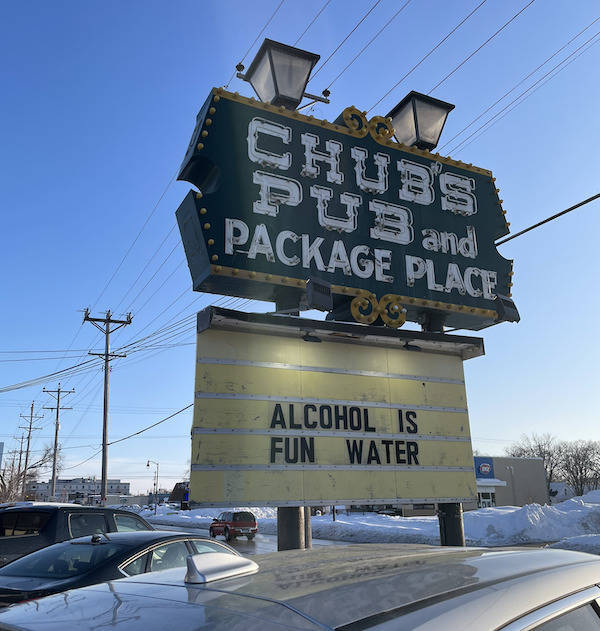 CHUB'S
PUB and
PACKAGE PLACE
ALCOHOL IS
FUN WATER